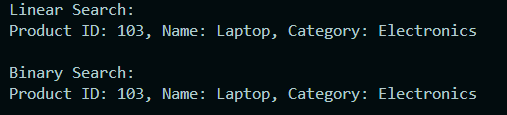 Linear Search:
Product ID: 103, Name: Laptop, Category: Electronics
Binary Search:
Product ID: 103, Name: Laptop, Category: Electronics